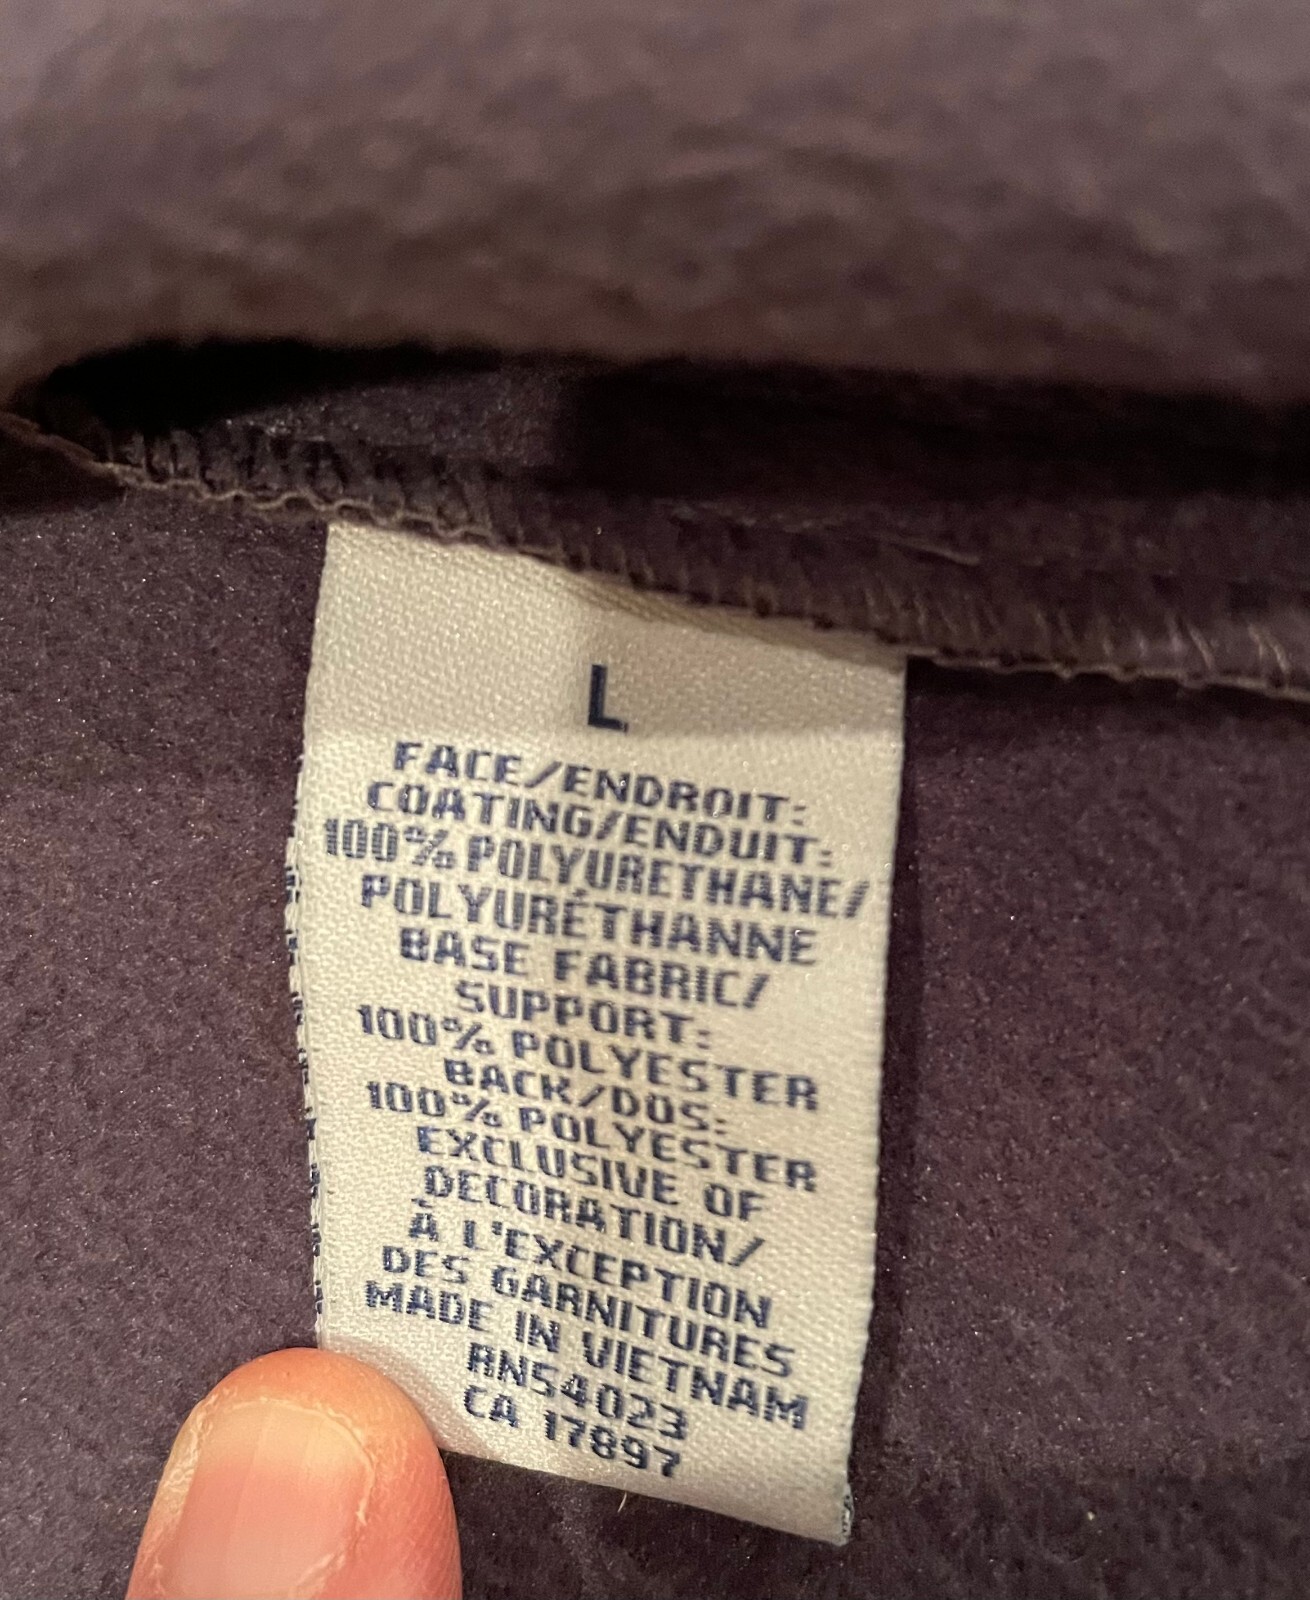 L
FACE/ENDROIT:
COATING/ENDUIT:
100% POLYURETHANE/
POLYURÉTHANNE
BASE FABRIC/
SUPPORT:
100% POLYESTER
BACK/DOS:
100% POLYESTER
EXCLUSIVE OF
DECORATION/
À L'EXCEPTION
DES GARNITURES
MADE IN VIETNAM
RN54023
CA 17897